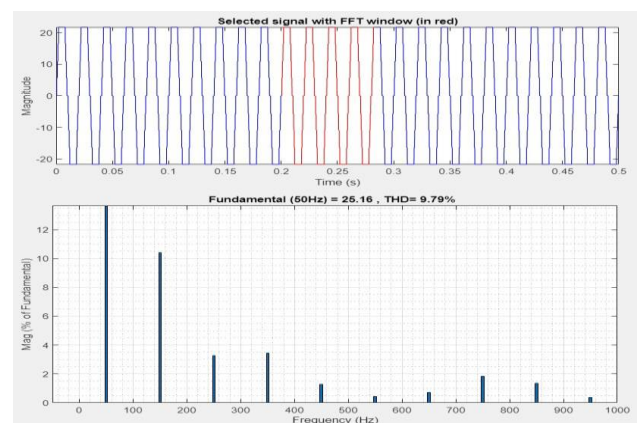 Selected signal with FFT window (in red)
20
10
0
-10
-20
Magnitude
0 0.05 0.1 0.15 0.2 0.25 0.3 0.35 0.4 0.45 0.5
Time (s)
Fundamental (50Hz) = 25.16 , THD= 9.79%
12
10
8
6
4
2
0
Mag (% of Fundamental)
0 100 200 300 400 500 600 700 800 900 1000
Frequency (Hz)